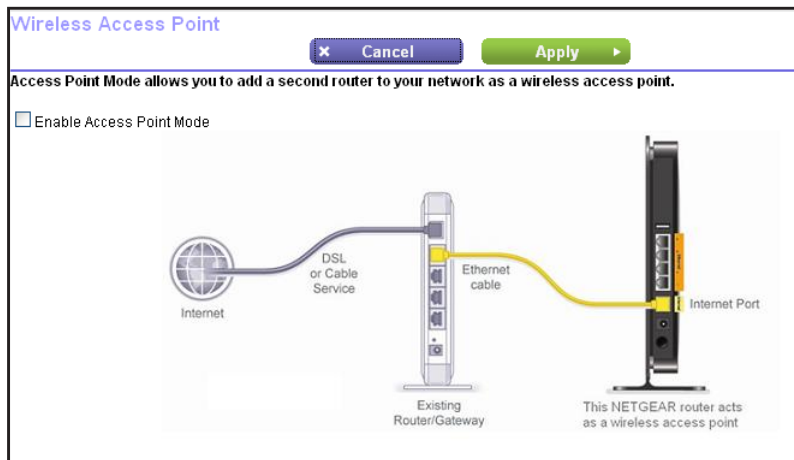 Wireless Access Point
Cancel
Apply
Access Point Mode allows you to add a second router to your network as a wireless access point.
Enable Access Point Mode
DSL
or Cable
Service
Internet
Ethernet
cable
Internet Port
Existing
Router/Gateway
This NETGEAR router acts
as a wireless access point